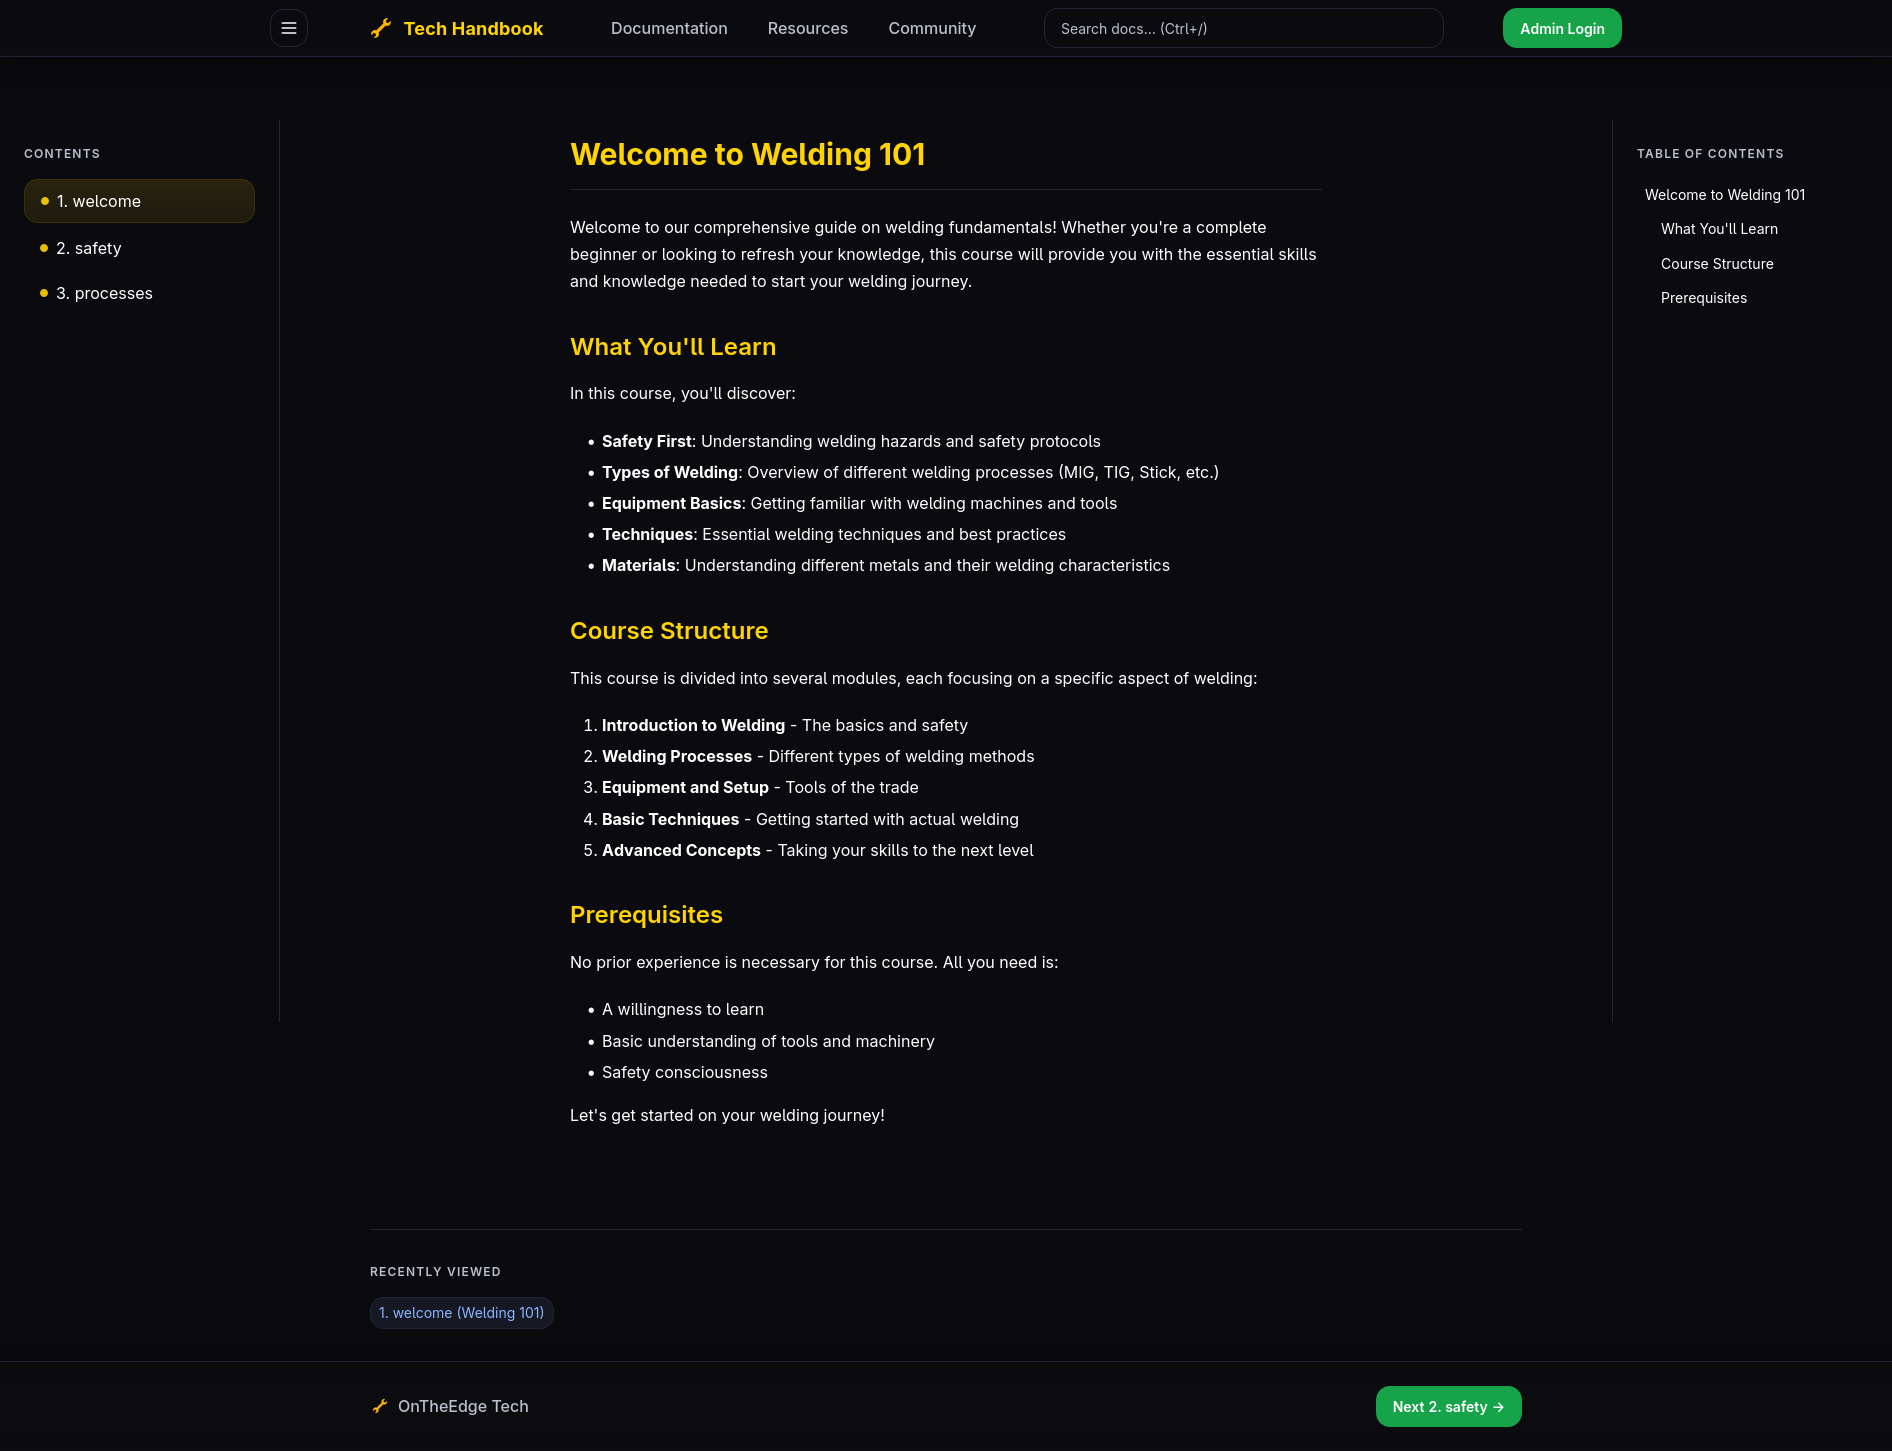 Tech Handbook
Documentation
Resources
Community
Search docs... (Ctrl+/)
Admin Login
CONTENTS
1. welcome
2. safety
3. processes
Welcome to Welding 101
Welcome to our comprehensive guide on welding fundamentals! Whether you're a complete
beginner or looking to refresh your knowledge, this course will provide you with the essential skills
and knowledge needed to start your welding journey.
What You'll Learn
In this course, you'll discover:
• Safety First: Understanding welding hazards and safety protocols
• Types of Welding: Overview of different welding processes (MIG, TIG, Stick, etc.)
• Equipment Basics: Getting familiar with welding machines and tools
• Techniques: Essential welding techniques and best practices
• Materials: Understanding different metals and their welding characteristics
Course Structure
This course is divided into several modules, each focusing on a specific aspect of welding:
1. Introduction to Welding - The basics and safety
2. Welding Processes - Different types of welding methods
3. Equipment and Setup - Tools of the trade
4. Basic Techniques - Getting started with actual welding
5. Advanced Concepts - Taking your skills to the next level
Prerequisites
No prior experience is necessary for this course. All you need is:
• A willingness to learn
• Basic understanding of tools and machinery
• Safety consciousness
Let's get started on your welding journey!
TABLE OF CONTENTS
Welcome to Welding 101
What You'll Learn
Course Structure
Prerequisites
RECENTLY VIEWED
1. welcome (Welding 101)
OnTheEdge Tech
Next 2. safety →